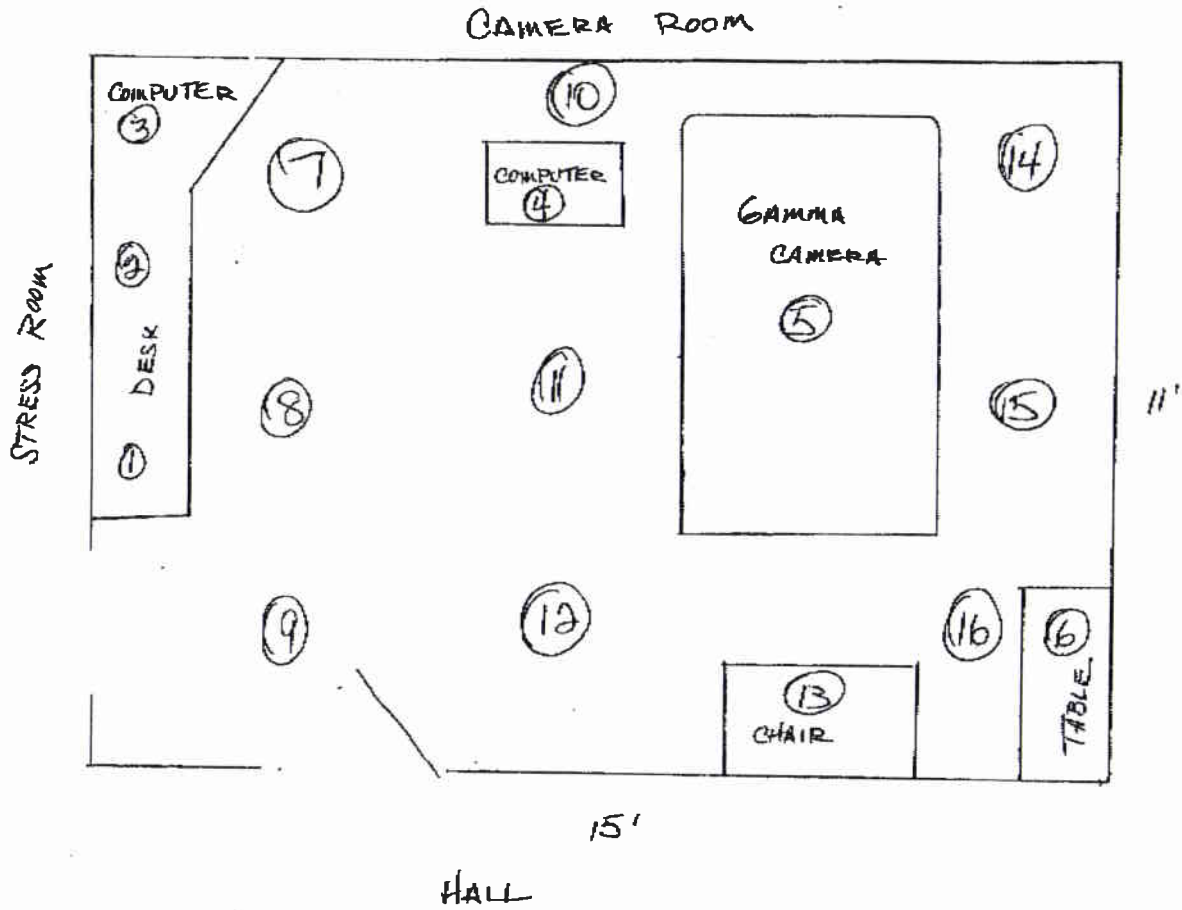 CAMERA ROOM
COMPUTER
3
10
7
COMPUTER
4
14
GAMMA
CAMERA
2
5
STRESS ROOM
DESK
8
11
15
11'
1
9
12
16
6
13
CHAIR
TABLE
15'
HALL